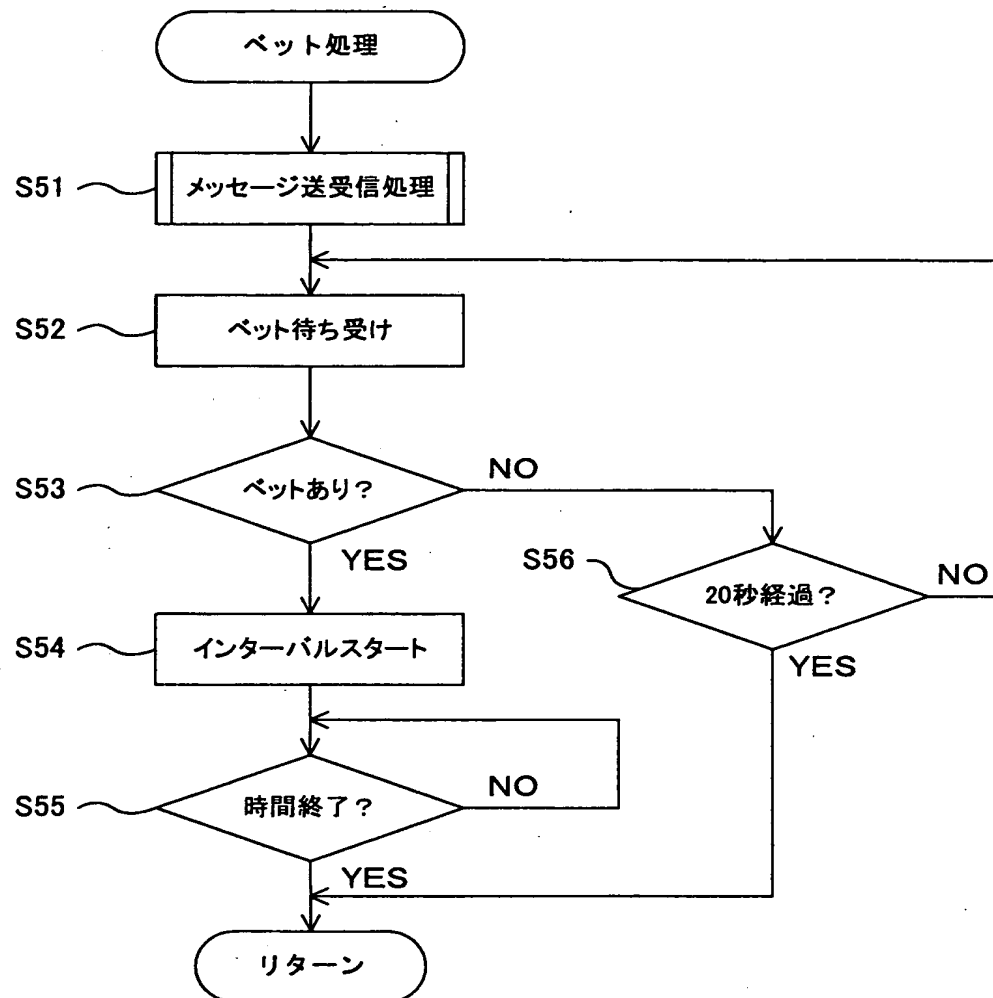 ベット処理
S51
メッセージ送受信処理
S52
ベット待ち受け
S53
ベットあり?
NO
YES
S56
20秒経過?
NO
YES
S54
インターバルスタート
S55
時間終了?
NO
YES
リターン